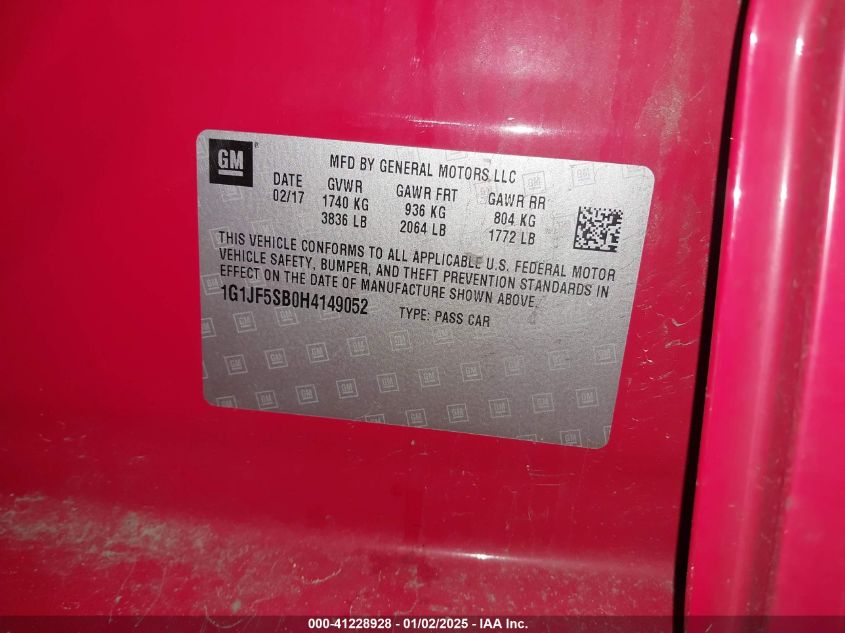 GM ®
MFD BY GENERAL MOTORS LLC
DATE GVWR GAWR FRT GAWR RR
02/17 1740 KG 936 KG 804 KG
3836 LB 2064 LB 1772 LB
THIS VEHICLE CONFORMS TO ALL APPLICABLE U.S. FEDERAL MOTOR
VEHICLE SAFETY, BUMPER, AND THEFT PREVENTION STANDARDS IN
EFFECT ON THE DATE OF MANUFACTURE SHOWN ABOVE.
1G1JF5SB0H4149052 TYPE: PASS CAR
000-41228928 - 01/02/2025 - IAA Inc.